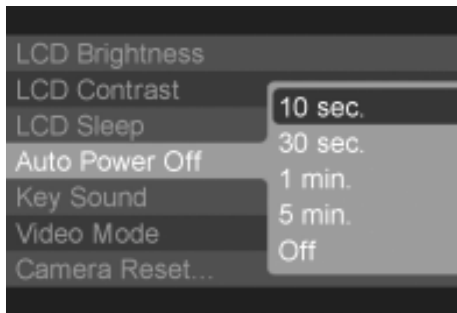 LCD Brightness
LCD Contrast
LCD Sleep
Auto Power Off
Key Sound
Video Mode
Camera Reset...
10 sec.
30 sec.
1 min.
5 min.
Off